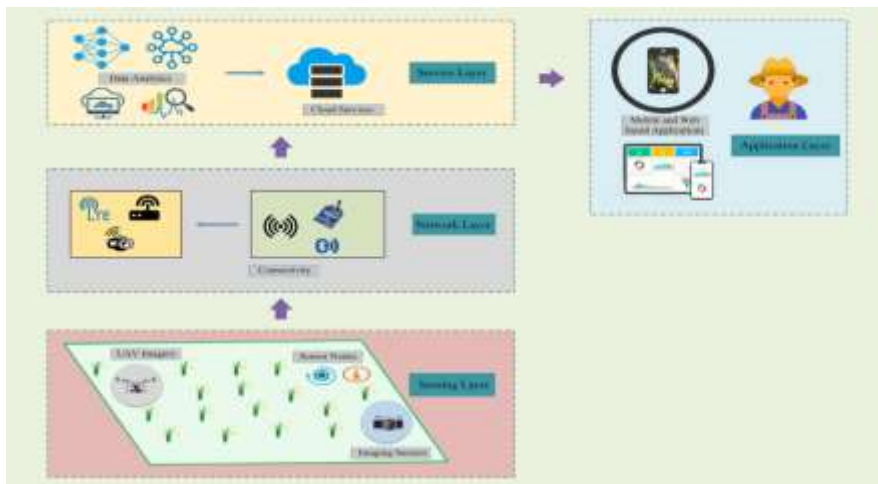 Data Analytics
Cloud Services
Service Layer
Mobile and Web
based Applications
Application Layer
Lte
Network Layer
Connectivity
UAV Imagery
Sensor Nodes
Sensing Layer
Imaging Sensors